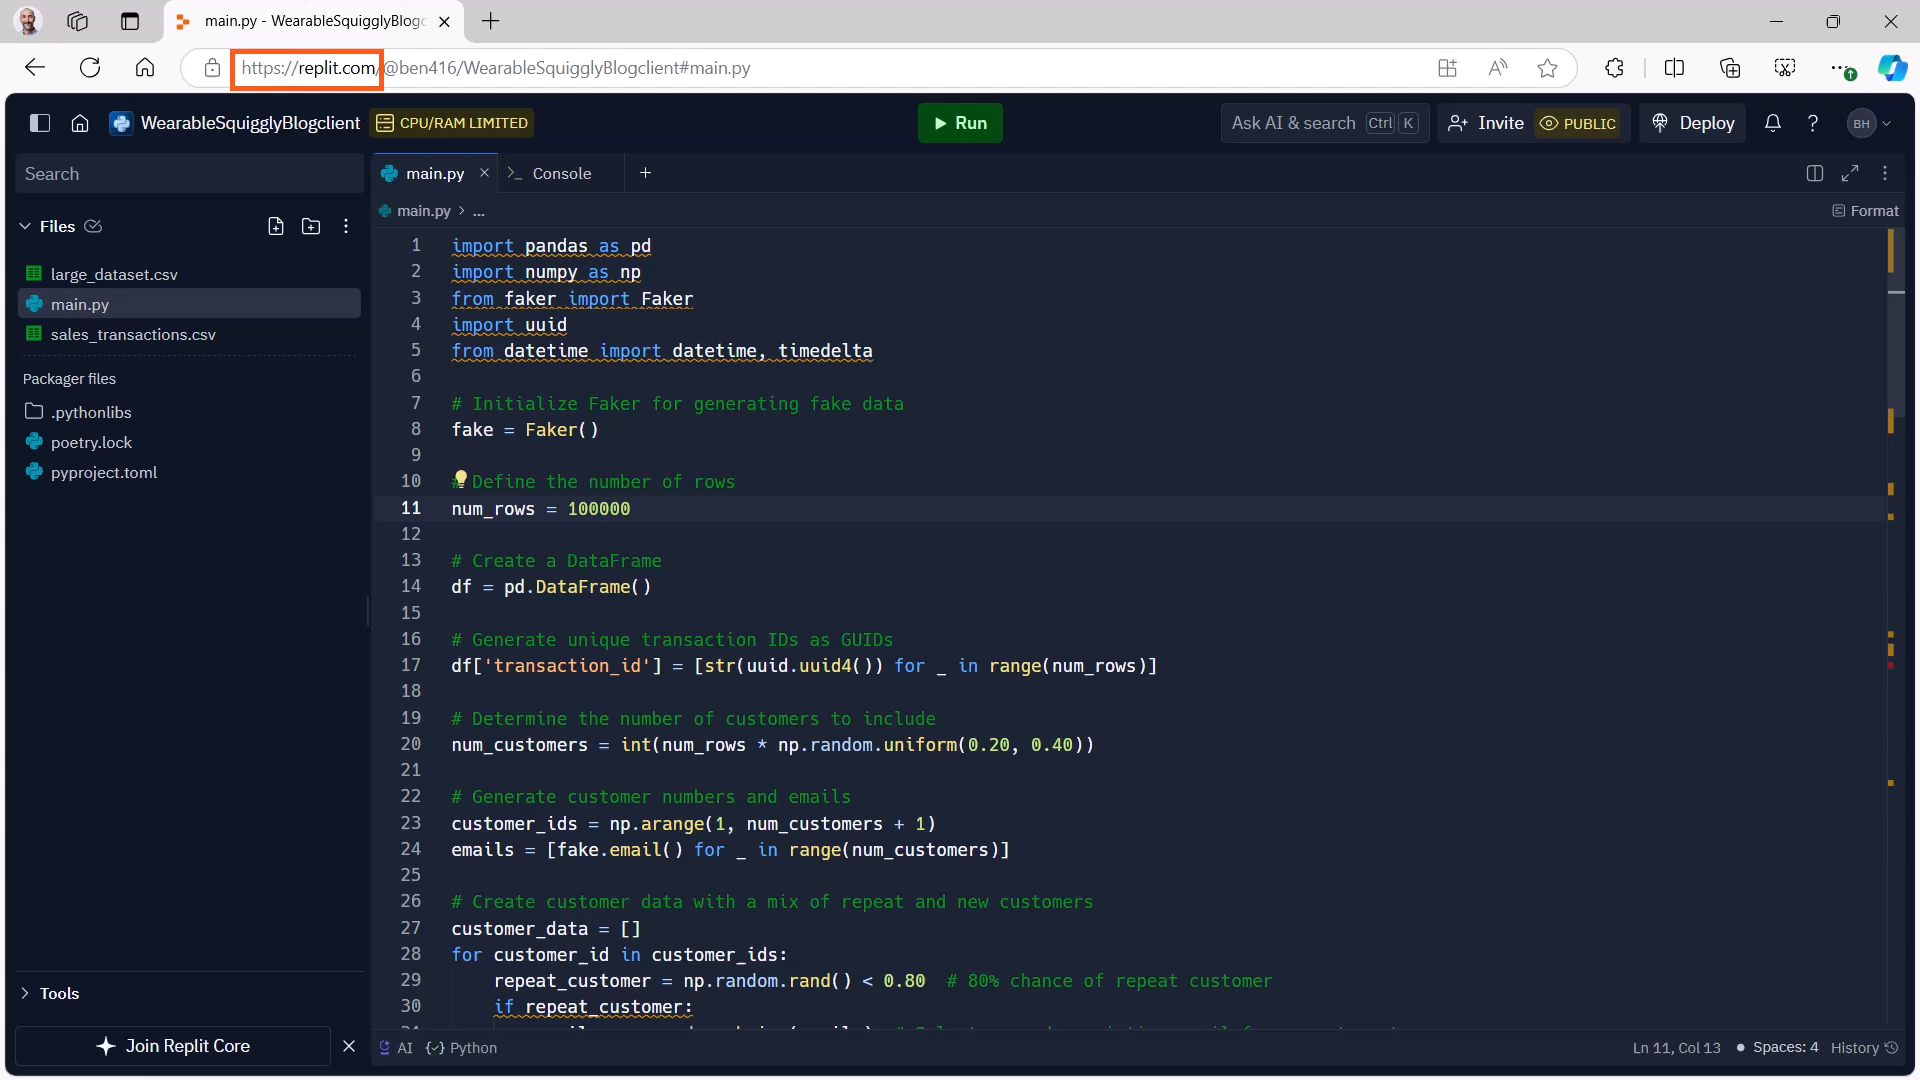 main.py - WearableSquigglyBlogc
https://replit.com/@ben416/WearableSquigglyBlogclient#main.py
WearableSquigglyBlogclient
CPU/RAM LIMITED
Run
Ask AI & search Ctrl K
Invite
PUBLIC
Deploy
?
BH
Search
Files
large_dataset.csv
main.py
sales_transactions.csv
Packager files
.pythonlibs
poetry.lock
pyproject.toml
Tools
Join Replit Core
main.py
Console
main.py > ...
Format
1 import pandas as pd
2 import numpy as np
3 from faker import Faker
4 import uuid
5 from datetime import datetime, timedelta
6
7 # Initialize Faker for generating fake data
8 fake = Faker()
9
10 # Define the number of rows
11 num_rows = 100000
12
13 # Create a DataFrame
14 df = pd.DataFrame()
15
16 # Generate unique transaction IDs as GUIDs
17 df['transaction_id'] = [str(uuid.uuid4()) for _ in range(num_rows)]
18
19 # Determine the number of customers to include
20 num_customers = int(num_rows * np.random.uniform(0.20, 0.40))
21
22 # Generate customer numbers and emails
23 customer_ids = np.arange(1, num_customers + 1)
24 emails = [fake.email() for _ in range(num_customers)]
25
26 # Create customer data with a mix of repeat and new customers
27 customer_data = []
28 for customer_id in customer_ids:
29 repeat_customer = np.random.rand() < 0.80 # 80% chance of repeat customer
30 if repeat_customer:
AI
Python
Ln 11, Col 13
Spaces: 4
History